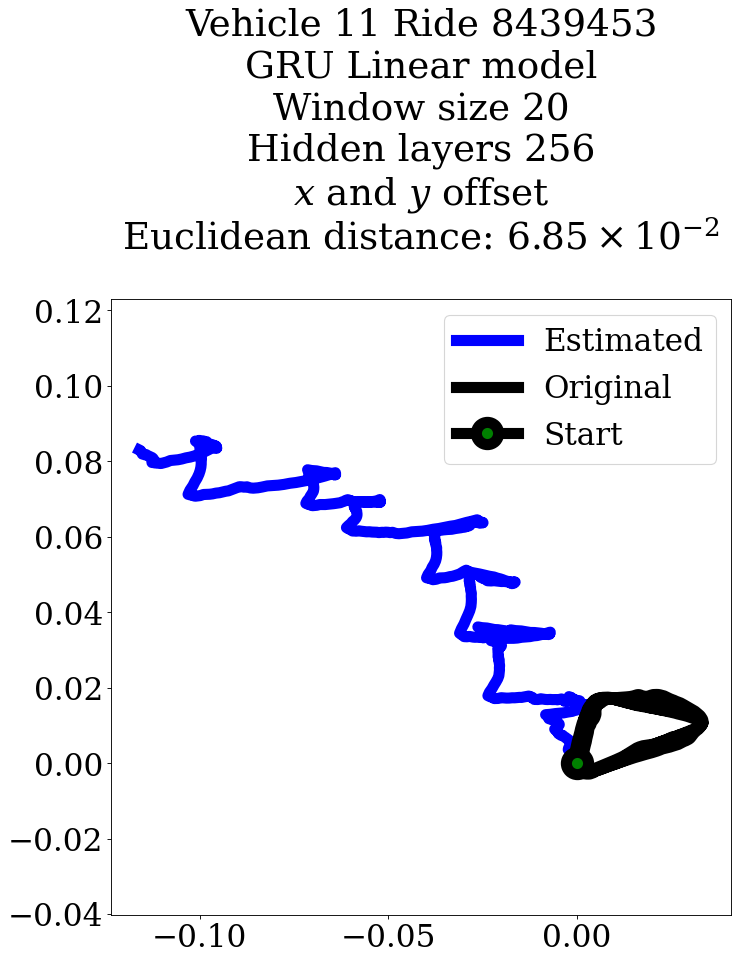 Vehicle 11 Ride 8439453
GRU Linear model
Window size 20
Hidden layers 256
x and y offset
Euclidean distance: 6.85 × 10⁻²
0.12
0.10
0.08
0.06
0.04
0.02
0.00
−0.02
−0.04
Estimated
Original
Start
−0.10 −0.05 0.00